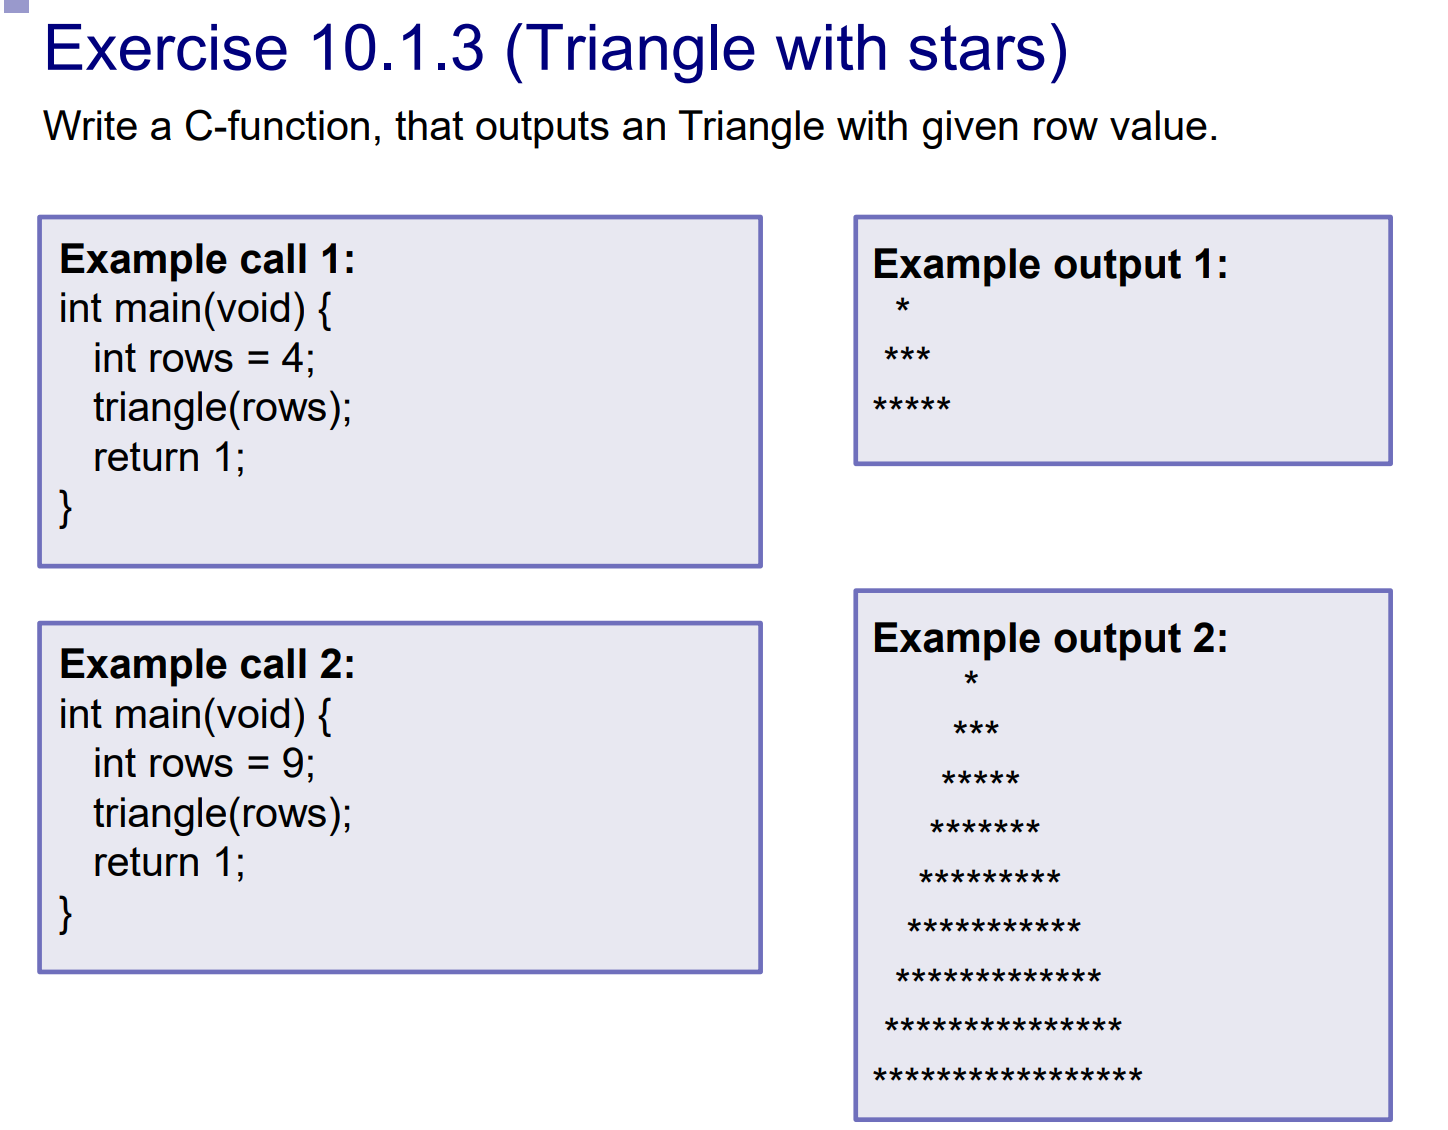 Exercise 10.1.3 (Triangle with stars)
Write a C-function, that outputs an Triangle with given row value.
Example call 1:
int main(void) {
   int rows = 4;
   triangle(rows);
   return 1;
}
Example output 1:
  *
 ***
*****
Example call 2:
int main(void) {
   int rows = 9;
   triangle(rows);
   return 1;
}
Example output 2:
        *
       ***
      *****
     *******
    *********
   ***********
  *************
 ***************
*****************